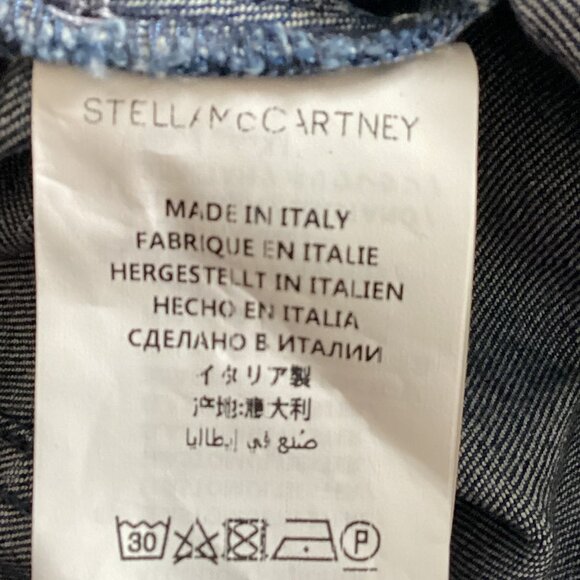 STELLA McCARTNEY
MADE IN ITALY
FABRIQUE EN ITALIE
HERGESTELLT IN ITALIEN
HECHO EN ITALIA
СДЕЛАНО В ИТАЛИИ
イタリア製
产地:意大利
صنع في إيطاليا
30 P